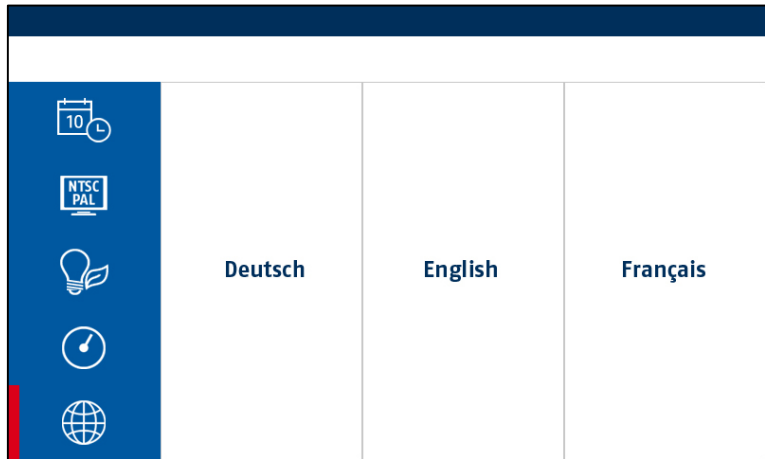 10
NTSC
PAL
Deutsch
English
Français